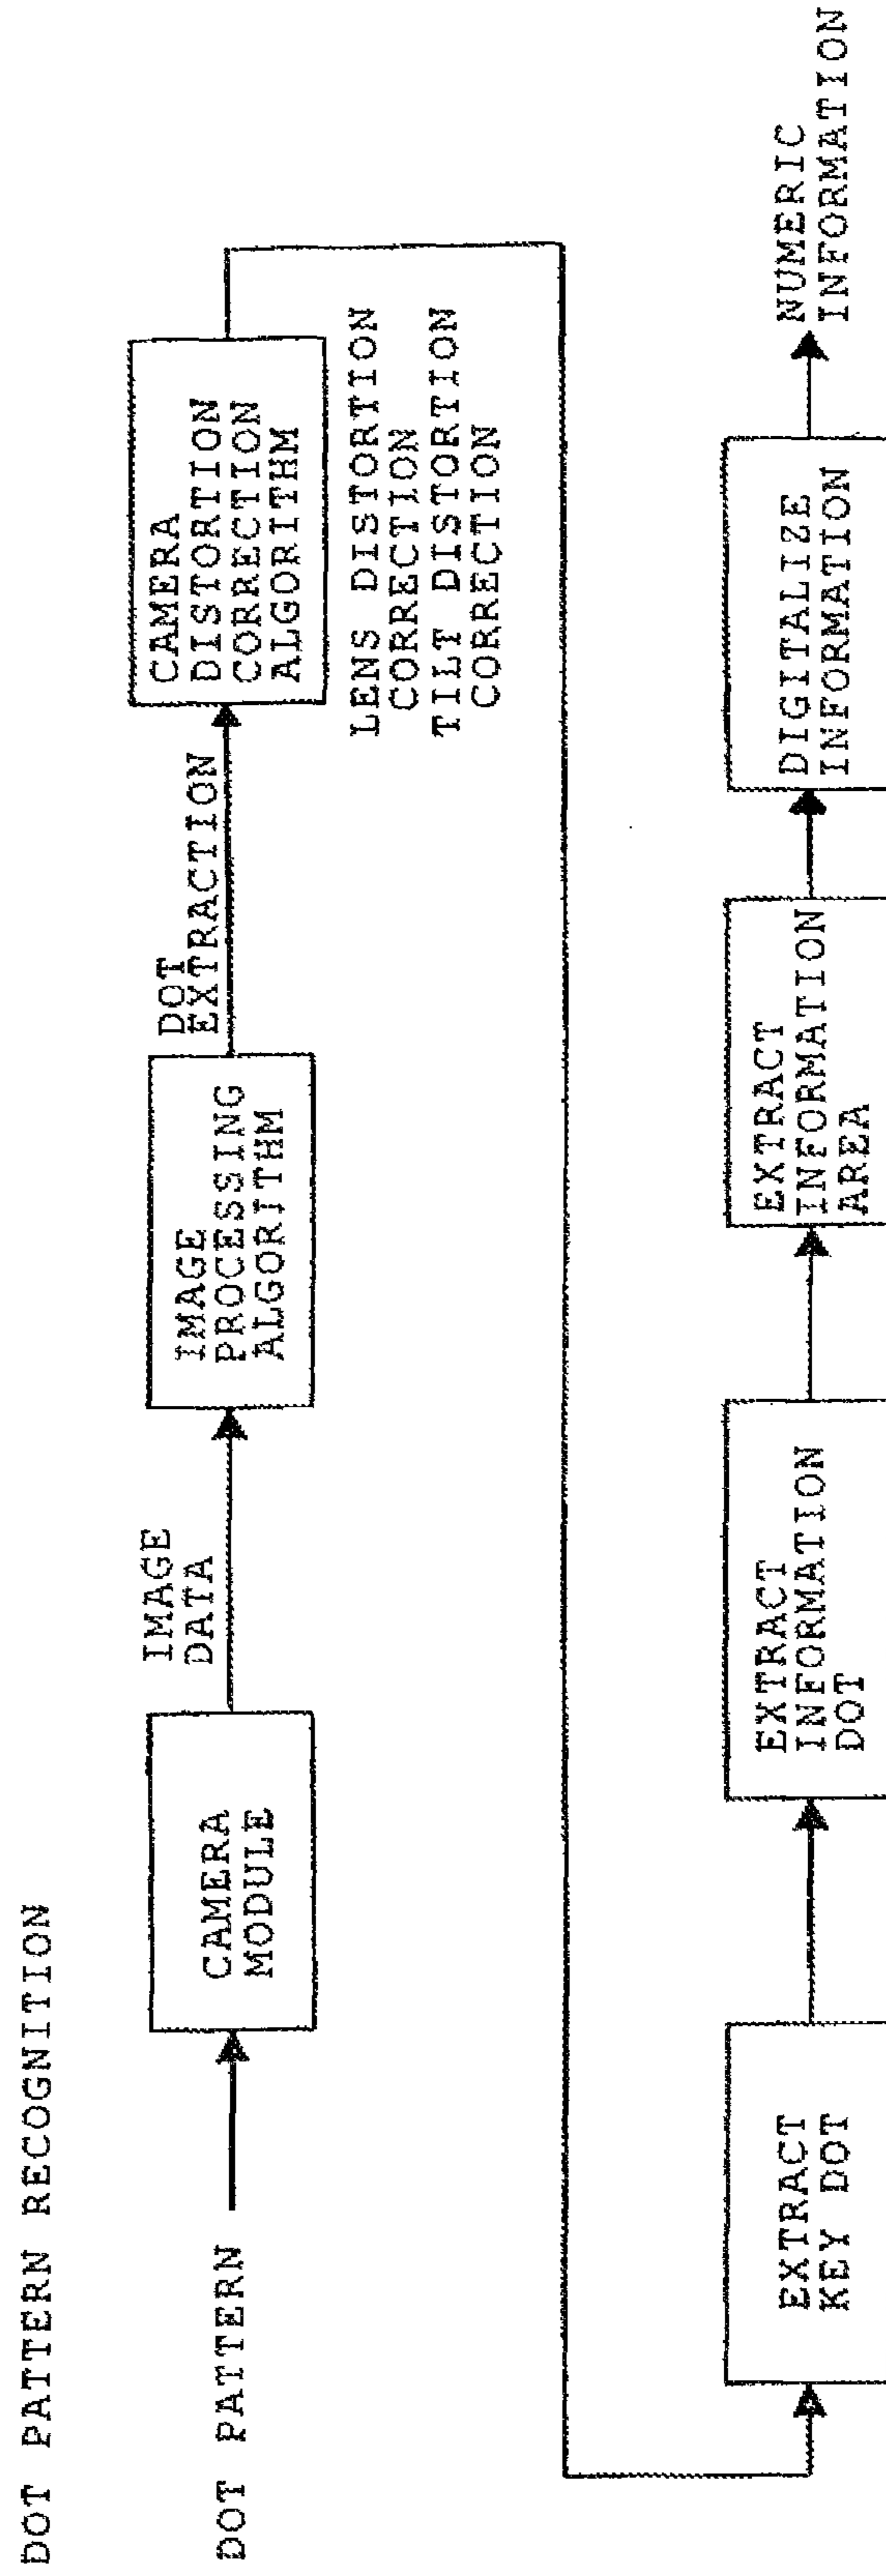 DOT PATTERN RECOGNITION
DOT PATTERN
CAMERA
MODULE
IMAGE
DATA
IMAGE
PROCESSING
ALGORITHM
DOT
EXTRACTION
CAMERA
DISTORTION
CORRECTION
ALGORITHM
LENS DISTORTION
CORRECTION
TILT DISTORTION
CORRECTION
EXTRACT
KEY DOT
EXTRACT
INFORMATION
DOT
EXTRACT
INFORMATION
AREA
DIGITALIZE
INFORMATION
NUMERIC
INFORMATION